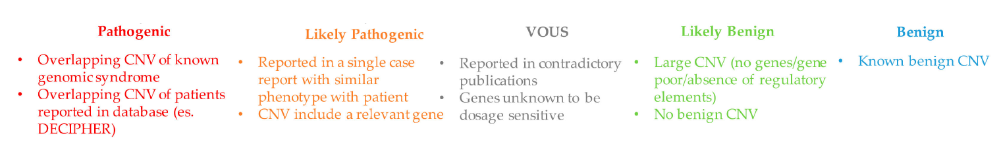 Pathogenic
• Overlapping CNV of known
genomic syndrome
• Overlapping CNV of patients
reported in database (es.
DECIPHER)
Likely Pathogenic
• Reported in a single case
report with similar
phenotype with patient
• CNV include a relevant gene
VOUS
• Reported in contradictory
publications
• Genes unknown to be
dosage sensitive
Likely Benign
• Large CNV (no genes/gene
poor/absence of regulatory
elements)
• No benign CNV
Benign
• Known benign CNV